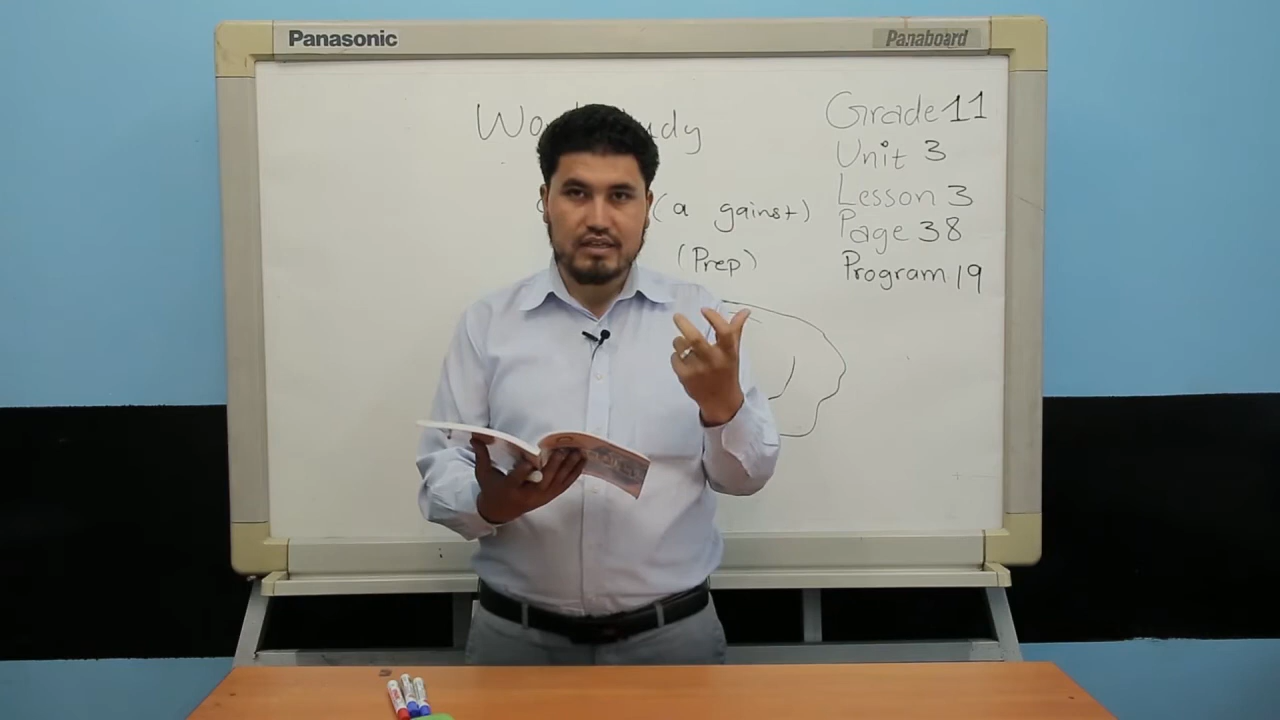 Panasonic
Panaboard
Grade 11
Unit 3
Lesson 3
Page 38
Program 19
(a gainst)
(Prep)